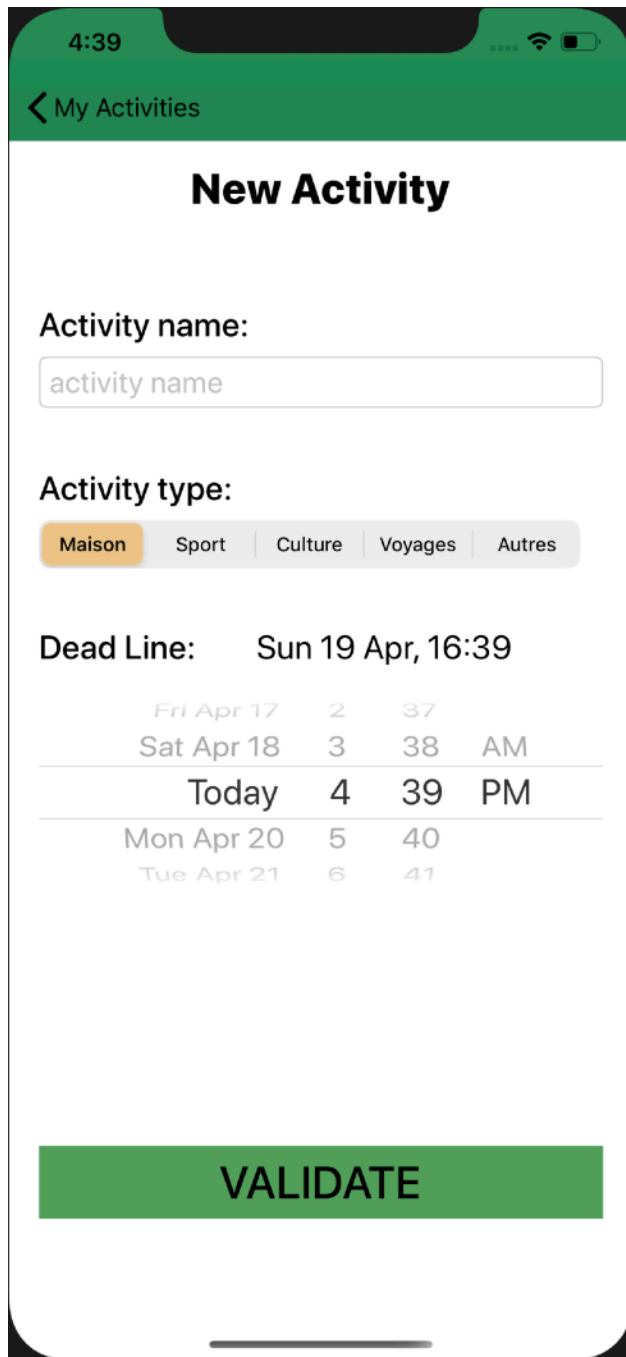 4:39
My Activities
New Activity
Activity name:
activity name
Activity type:
Maison Sport Culture Voyages Autres
Dead Line: Sun 19 Apr, 16:39
Fri Apr 17 2 37
Sat Apr 18 3 38 AM
Today 4 39 PM
Mon Apr 20 5 40
Tue Apr 21 6 41
VALIDATE